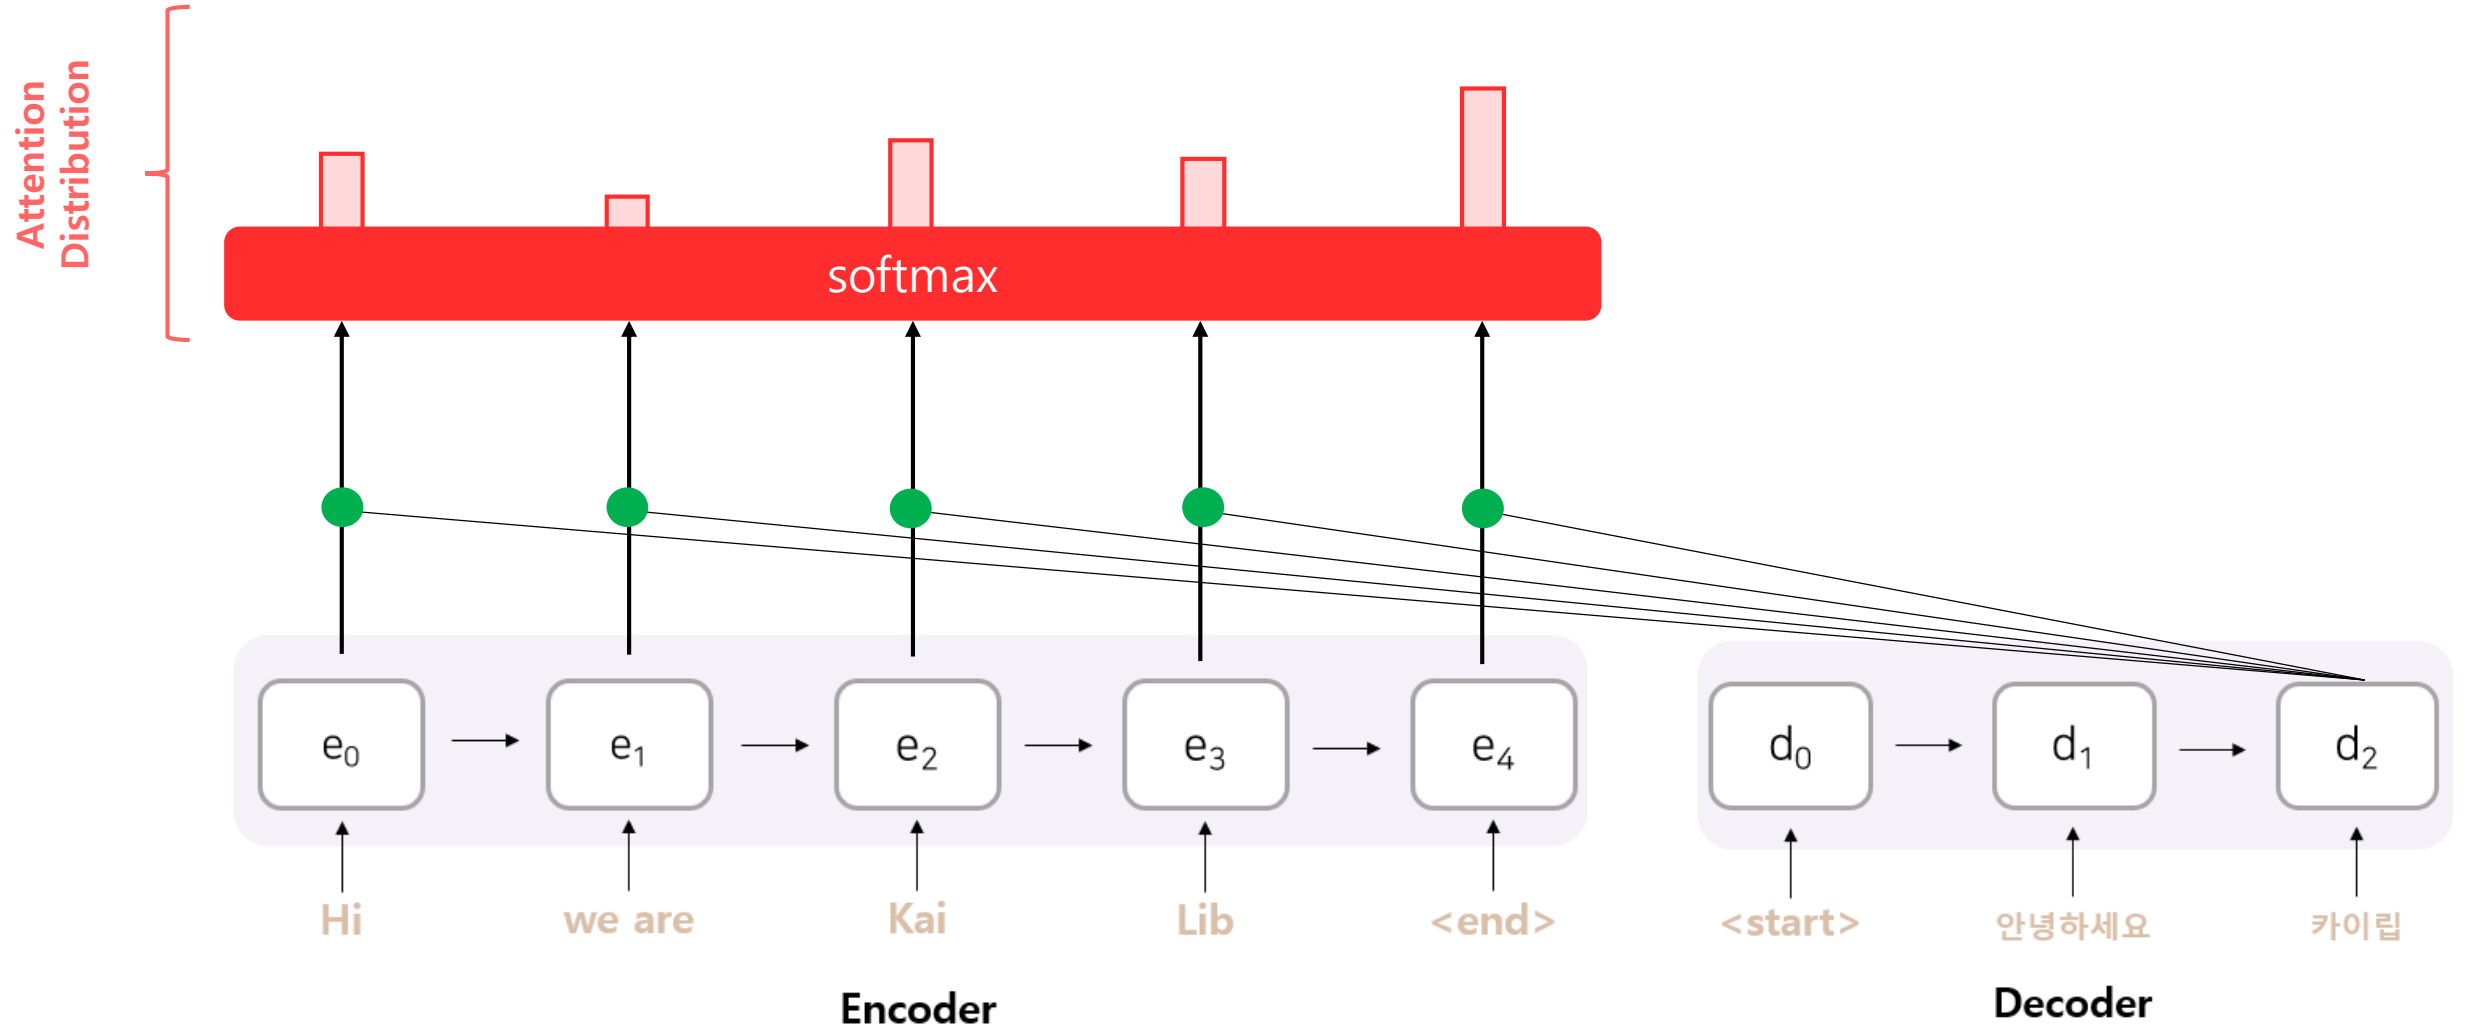 Attention
Distribution
softmax
e0
e1
e2
e3
e4
d0
d1
d2
Hi
we are
Kai
Lib
<end>
<start>
안녕하세요
카이립
Encoder
Decoder